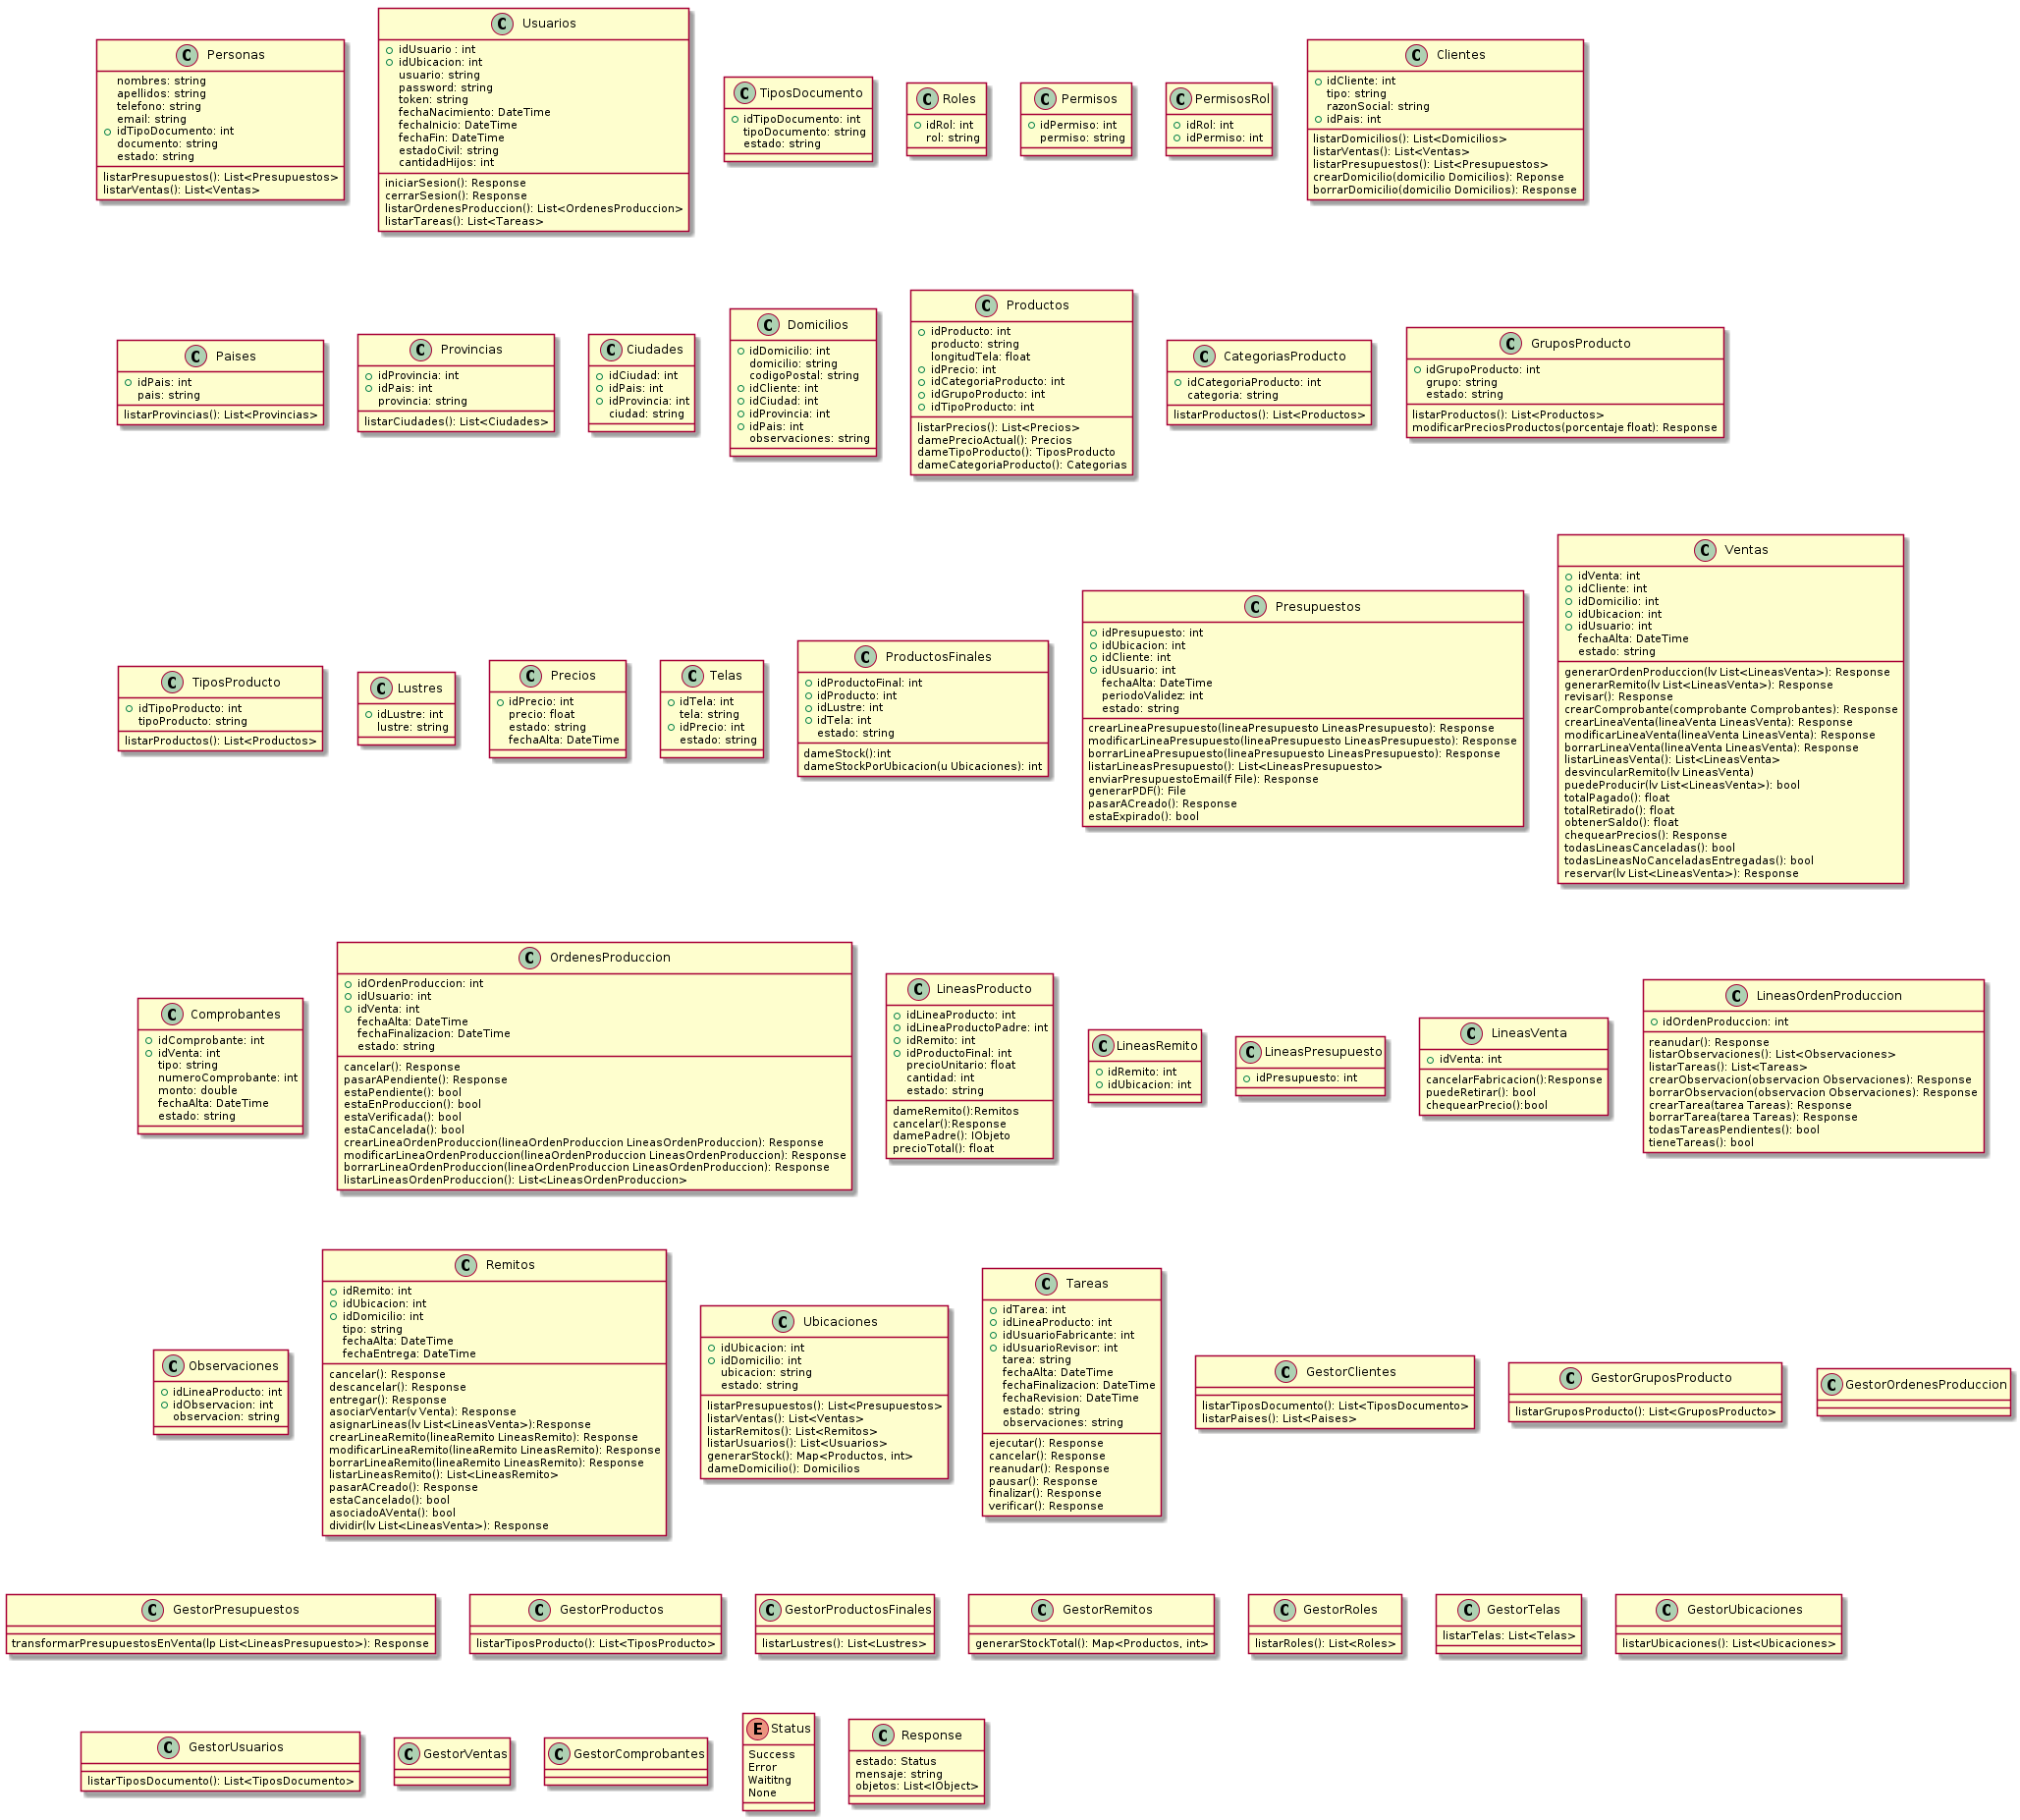 C Personas
nombres: string
apellidos: string
telefono: string
email: string
idTipoDocumento: int
documento: string
estado: string
listarPresupuestos(): List<Presupuestos>
listarVentas(): List<Ventas>
C Usuarios
idUsuario : int
idUbicacion: int
usuario: string
password: string
token: string
fechaNacimiento: DateTime
fechaInicio: DateTime
fechaFin: DateTime
estadoCivil: string
cantidadHijos: int
iniciarSesion(): Response
cerrarSesion(): Response
listarOrdenesProduccion(): List<OrdenesProduccion>
listarTareas(): List<Tareas>
C TiposDocumento
idTipoDocumento: int
tipoDocumento: string
estado: string
C Roles
idRol: int
rol: string
C Permisos
idPermiso: int
permiso: string
C PermisosRol
idRol: int
idPermiso: int
C Clientes
idCliente: int
tipo: string
razonSocial: string
idPais: int
listarDomicilios(): List<Domicilios>
listarVentas(): List<Ventas>
listarPresupuestos(): List<Presupuestos>
crearDomicilio(domicilio Domicilios): Reponse
borrarDomicilio(domicilio Domicilios): Response
C Paises
idPais: int
pais: string
listarProvincias(): List<Provincias>
C Provincias
idProvincia: int
idPais: int
provincia: string
listarCiudades(): List<Ciudades>
C Ciudades
idCiudad: int
idPais: int
idProvincia: int
ciudad: string
C Domicilios
idDomicilio: int
domicilio: string
codigoPostal: string
idCliente: int
idCiudad: int
idProvincia: int
idPais: int
observaciones: string
C Productos
idProducto: int
producto: string
longitudTela: float
idPrecio: int
idCategoriaProducto: int
idGrupoProducto: int
idTipoProducto: int
listarPrecios(): List<Precios>
damePrecioActual(): Precios
dameTipoProducto(): TiposProducto
dameCategoriaProducto(): Categorias
C CategoriasProducto
idCategoriaProducto: int
categoria: string
listarProductos(): List<Productos>
C GruposProducto
idGrupoProducto: int
grupo: string
estado: string
listarProductos(): List<Productos>
modificarPreciosProductos(porcentaje float): Response
C TiposProducto
idTipoProducto: int
tipoProducto: string
listarProductos(): List<Productos>
C Lustres
idLustre: int
lustre: string
C Precios
idPrecio: int
precio: float
estado: string
fechaAlta: DateTime
C Telas
idTela: int
tela: string
idPrecio: int
estado: string
C ProductosFinales
idProductoFinal: int
idProducto: int
idLustre: int
idTela: int
estado: string
dameStock():int
dameStockPorUbicacion(u Ubicaciones): int
C Presupuestos
idPresupuesto: int
idUbicacion: int
idCliente: int
idUsuario: int
fechaAlta: DateTime
periodoValidez: int
estado: string
crearLineaPresupuesto(lineaPresupuesto LineasPresupuesto): Response
modificarLineaPresupuesto(lineaPresupuesto LineasPresupuesto): Response
borrarLineaPresupuesto(lineaPresupuesto LineasPresupuesto): Response
listarLineasPresupuesto(): List<LineasPresupuesto>
enviarPresupuestoEmail(f File): Response
generarPDF(): File
pasarACreado(): Response
estaExpirado(): bool
C Ventas
idVenta: int
idCliente: int
idDomicilio: int
idUbicacion: int
idUsuario: int
fechaAlta: DateTime
estado: string
generarOrdenProduccion(lv List<LineasVenta>): Response
generarRemito(lv List<LineasVenta>): Response
revisar(): Response
crearComprobante(comprobante Comprobantes): Response
crearLineaVenta(lineaVenta LineasVenta): Response
modificarLineaVenta(lineaVenta LineasVenta): Response
borrarLineaVenta(lineaVenta LineasVenta): Response
listarLineasVenta(): List<LineasVenta>
desvincularRemito(lv LineasVenta)
puedeProducir(lv List<LineasVenta>): bool
totalPagado(): float
totalRetirado(): float
obtenerSaldo(): float
chequearPrecios(): Response
todasLineasCanceladas(): bool
todasLineasNoCanceladasEntregadas(): bool
reservar(lv List<LineasVenta>): Response
C Comprobantes
idComprobante: int
idVenta: int
tipo: string
numeroComprobante: int
monto: double
fechaAlta: DateTime
estado: string
C OrdenesProduccion
idOrdenProduccion: int
idUsuario: int
idVenta: int
fechaAlta: DateTime
fechaFinalizacion: DateTime
estado: string
cancelar(): Response
pasarAPendiente(): Response
estaPendiente(): bool
estaEnProduccion(): bool
estaVerificada(): bool
estaCancelada(): bool
crearLineaOrdenProduccion(lineaOrdenProduccion LineasOrdenProduccion): Response
modificarLineaOrdenProduccion(lineaOrdenProduccion LineasOrdenProduccion): Response
borrarLineaOrdenProduccion(lineaOrdenProduccion LineasOrdenProduccion): Response
listarLineasOrdenProduccion(): List<LineasOrdenProduccion>
C LineasProducto
idLineaProducto: int
idLineaProductoPadre: int
idRemito: int
idProductoFinal: int
precioUnitario: float
cantidad: int
estado: string
dameRemito():Remitos
cancelar():Response
damePadre(): IObjeto
precioTotal(): float
C LineasRemito
idRemito: int
idUbicacion: int
C LineasPresupuesto
idPresupuesto: int
C LineasVenta
idVenta: int
cancelarFabricacion():Response
puedeRetirar(): bool
chequearPrecio():bool
C LineasOrdenProduccion
idOrdenProduccion: int
reanudar(): Response
listarObservaciones(): List<Observaciones>
listarTareas(): List<Tareas>
crearObservacion(observacion Observaciones): Response
borrarObervacion(observacion Observaciones): Response
crearTarea(tarea Tareas): Response
borrarTarea(tarea Tareas): Response
todasTareasPendientes(): bool
tieneTareas(): bool
C Observaciones
idLineaProducto: int
idObservacion: int
observacion: string
C Remitos
idRemito: int
idUbicacion: int
idDomicilio: int
tipo: string
fechaAlta: DateTime
fechaEntrega: DateTime
cancelar(): Response
descancelar(): Response
entregar(): Response
asociarVentar(v Venta): Response
asignarLineas(lv List<LineasVenta>):Response
crearLineaRemito(lineaRemito LineasRemito): Response
modificarLineaRemito(lineaRemito LineasRemito): Response
borrarLineaRemito(lineaRemito LineasRemito): Response
listarLineasRemito(): List<LineasRemito>
pasarACreado(): Response
estaCancelado(): bool
asociadoAVenta(): bool
dividir(lv List<LineasVenta>): Response
C Ubicaciones
idUbicacion: int
idDomicilio: int
ubicacion: string
estado: string
listarPresupuestos(): List<Presupuestos>
listarVentas(): List<Ventas>
listarRemitos(): List<Remitos>
listarUsuarios(): List<Usuarios>
generarStock(): Map<Productos, int>
dameDomicilio(): Domicilios
C Tareas
idTarea: int
idLineaProducto: int
idUsuarioFabricante: int
idUsuarioRevisor: int
tarea: string
fechaAlta: DateTime
fechaFinalizacion: DateTime
fechaRevision: DateTime
estado: string
observaciones: string
ejecutar(): Response
cancelar(): Response
reanudar(): Response
pausar(): Response
finalizar(): Response
verificar(): Response
C GestorClientes
listarTiposDocumento(): List<TiposDocumento>
listarPaises(): List<Paises>
C GestorGruposProducto
listarGruposProducto(): List<GruposProducto>
C GestorOrdenesProduccion
C GestorPresupuestos
transformarPresupuestosEnVenta(lp List<LineasPresupuesto>): Response
C GestorProductos
listarTiposProducto(): List<TiposProducto>
C GestorProductosFinales
listarLustres(): List<Lustres>
C GestorRemitos
generarStockTotal(): Map<Productos, int>
C GestorRoles
listarRoles(): List<Roles>
C GestorTelas
listarTelas: List<Telas>
C GestorUbicaciones
listarUbicaciones(): List<Ubicaciones>
C GestorUsuarios
listarTiposDocumento(): List<TiposDocumento>
C GestorVentas
C GestorComprobantes
E Status
Success
Error
Waititng
None
C Response
estado: Status
mensaje: string
objetos: List<IObject>